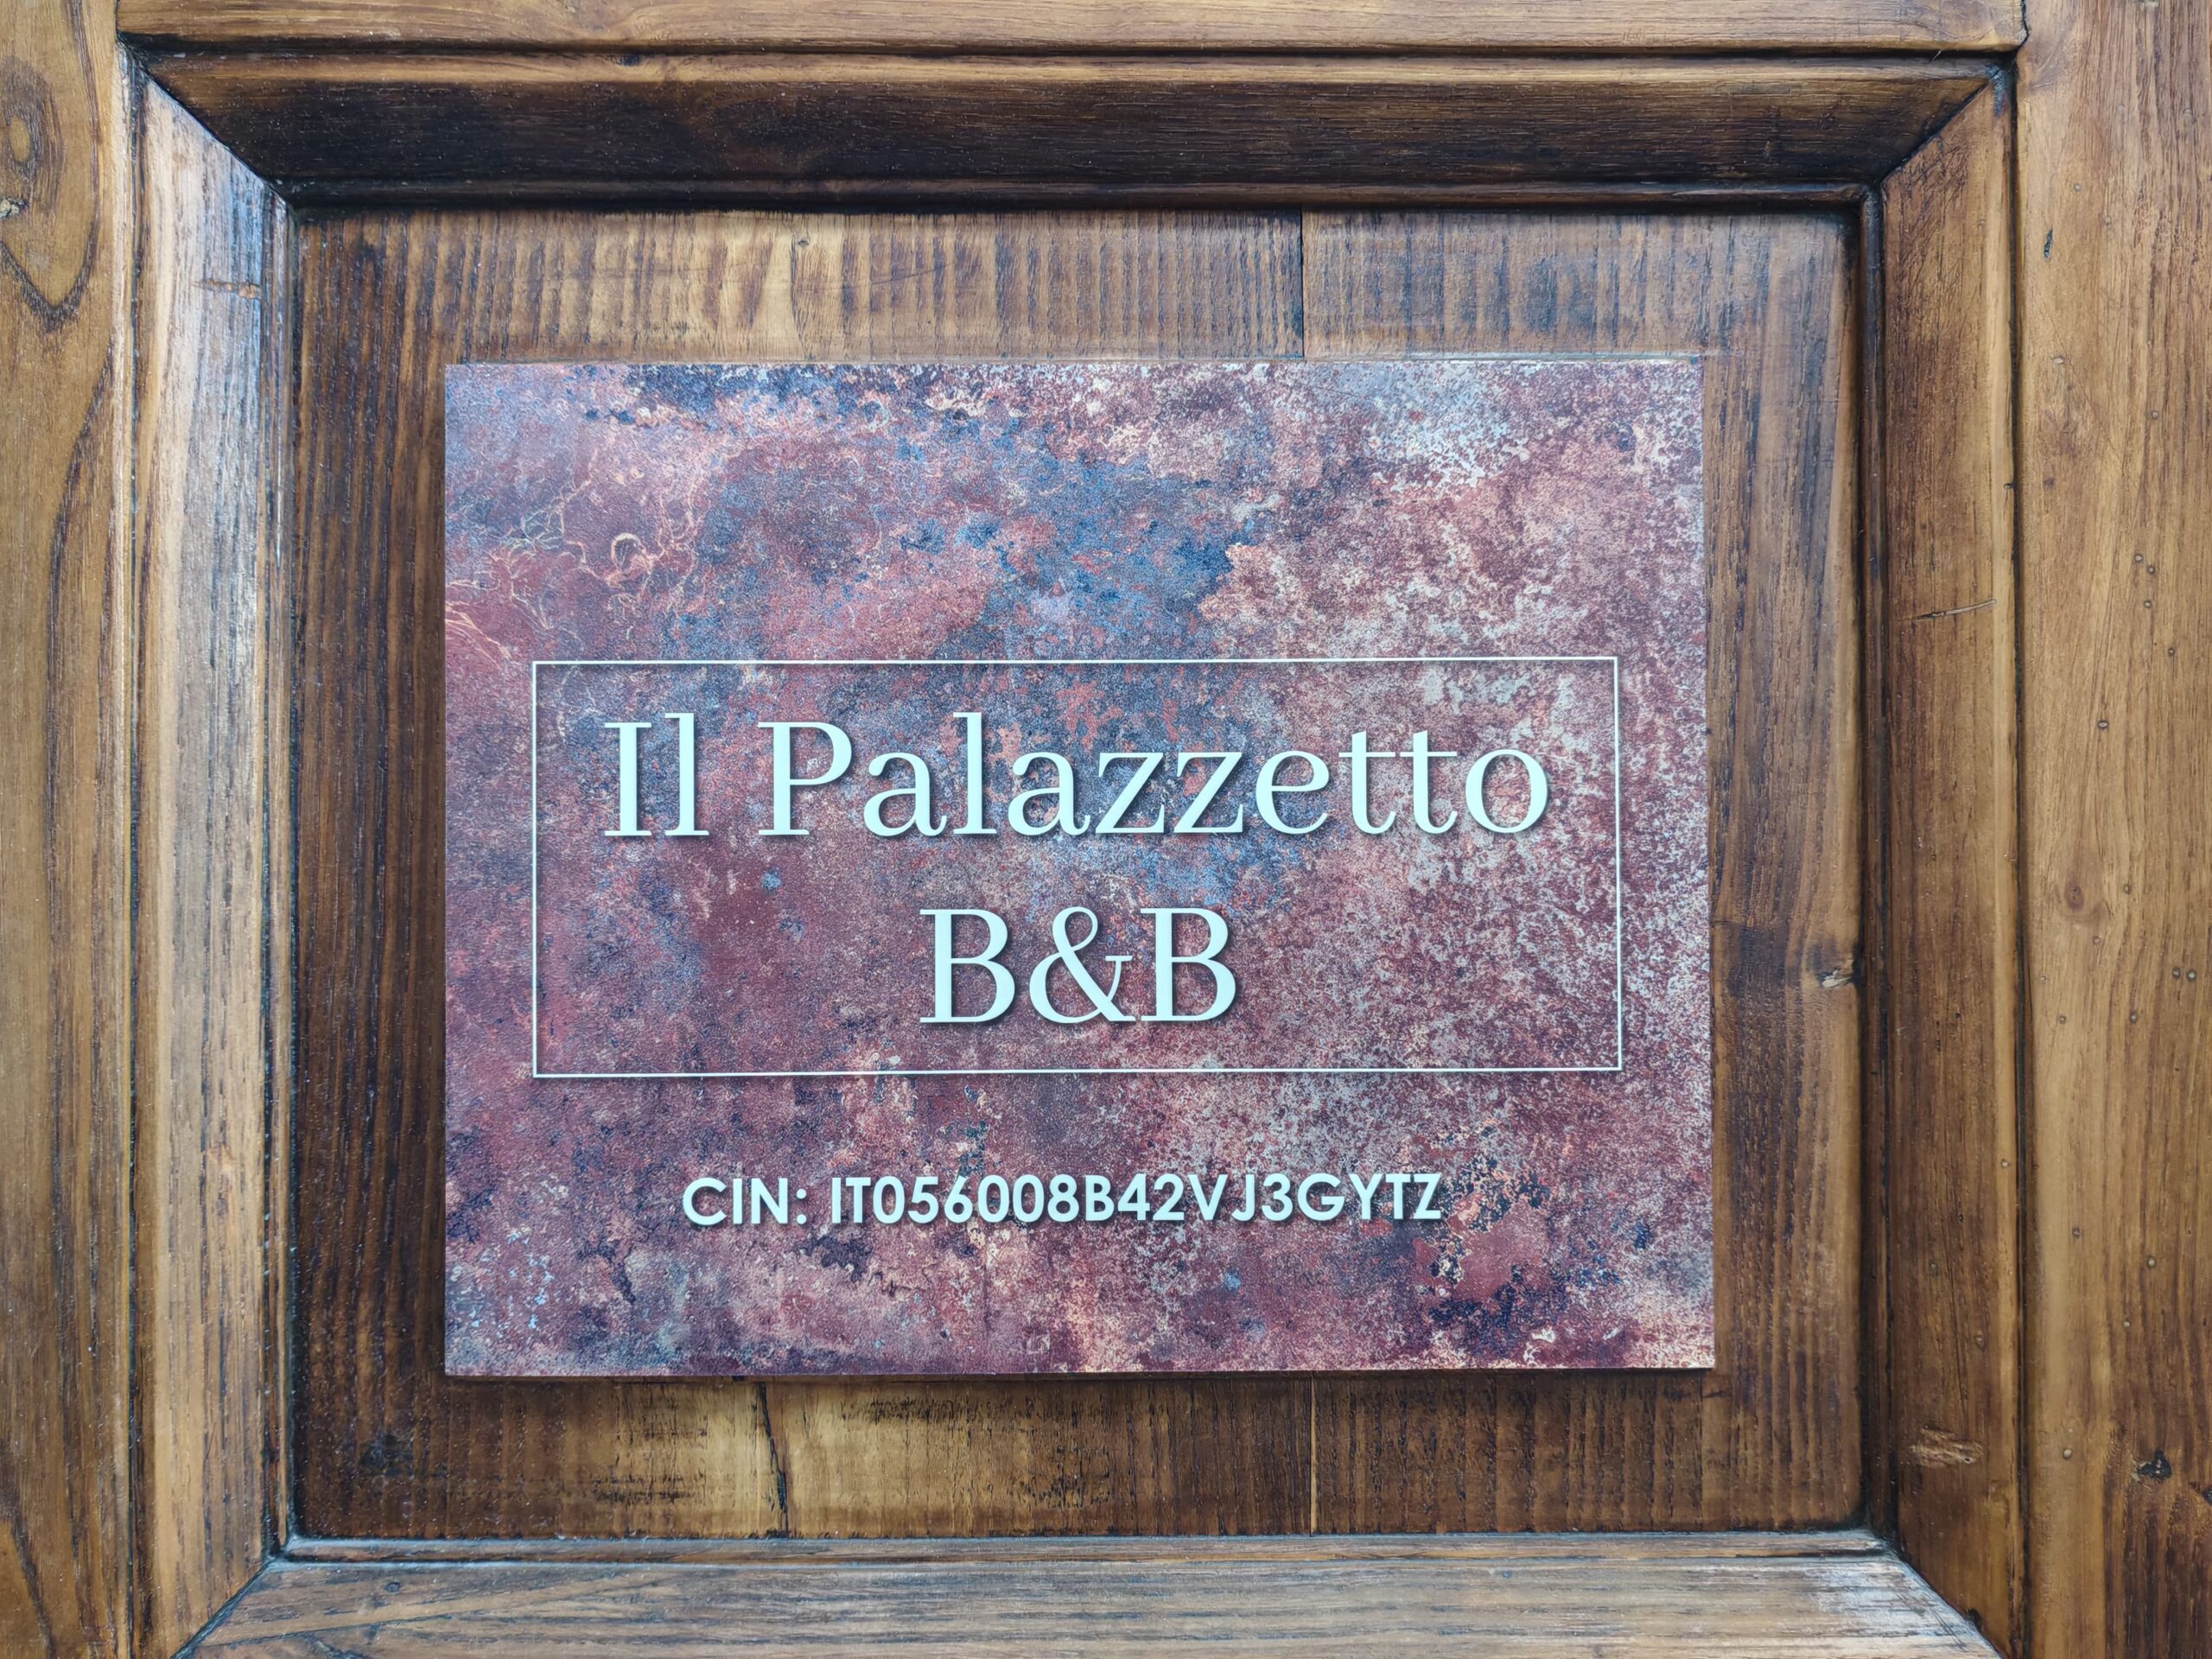 Il Palazzetto
B&B
CIN: IT056008B42VJ3GYTZ